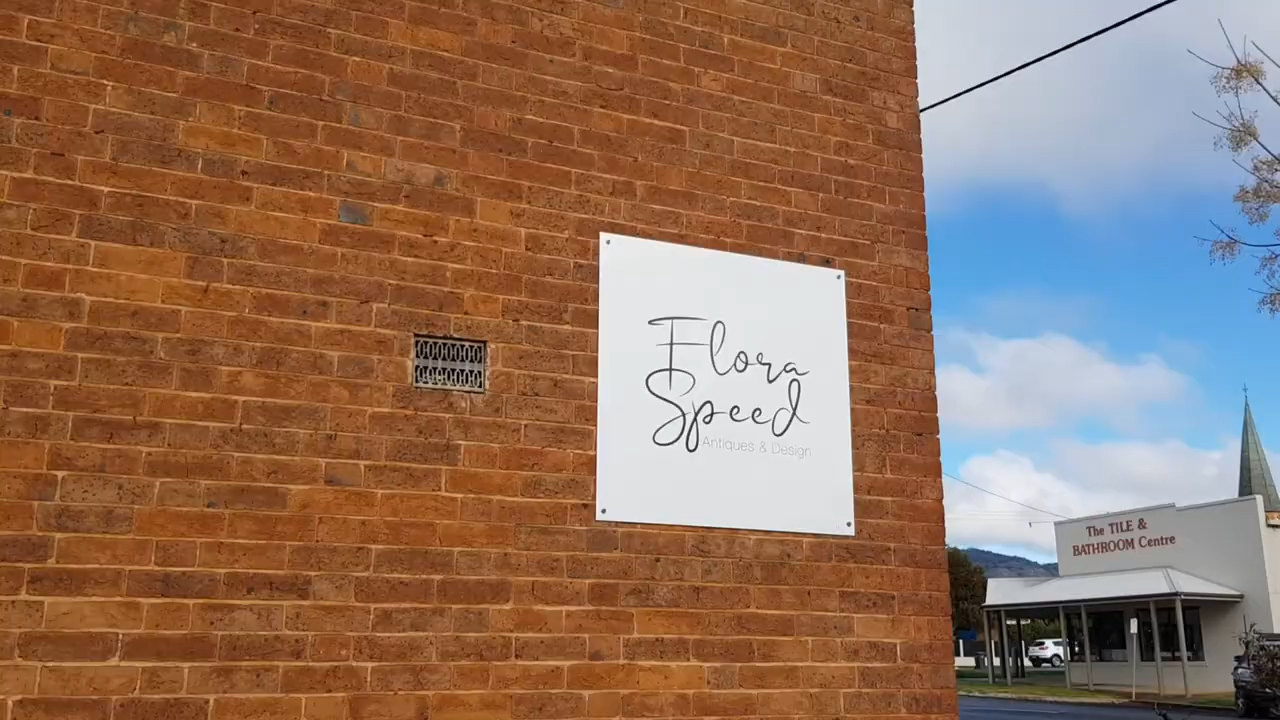 Flora
Speed
Antiques & Design
The TILE &
BATHROOM Centre